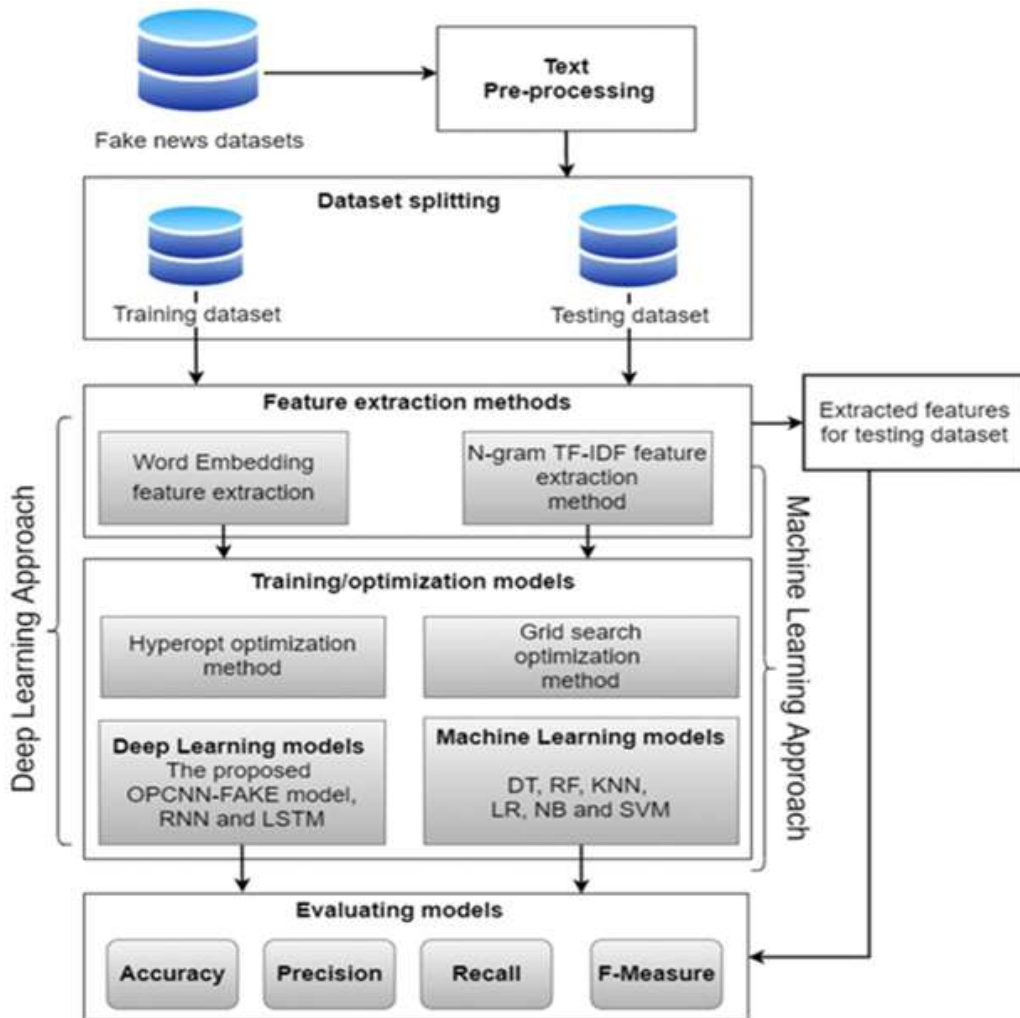 Text
Pre-processing
Fake news datasets
Dataset splitting
Training dataset
Testing dataset
Feature extraction methods
Word Embedding
feature extraction
N-gram TF-IDF feature
extraction
method
Extracted features
for testing dataset
Deep Learning Approach
Machine Learning Approach
Training/optimization models
Hyperopt optimization
method
Grid search
optimization
method
Deep Learning models
The proposed
OPCNN-FAKE model,
RNN and LSTM
Machine Learning models
DT, RF, KNN,
LR, NB and SVM
Evaluating models
Accuracy
Precision
Recall
F-Measure